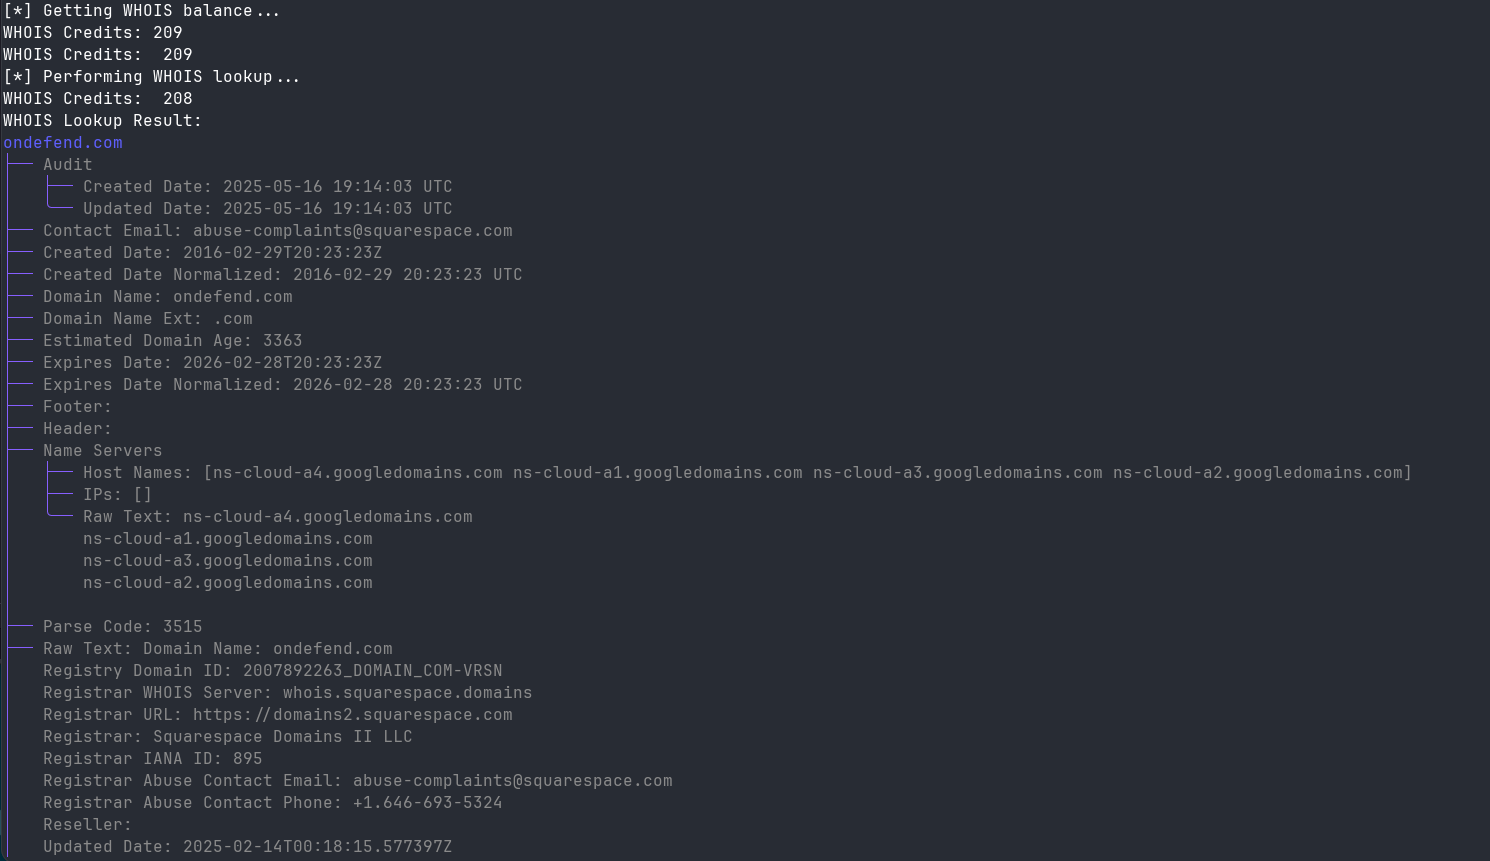 [*] Getting WHOIS balance...
WHOIS Credits: 209
WHOIS Credits:  209
[*] Performing WHOIS lookup...
WHOIS Credits:  208
WHOIS Lookup Result:
ondefend.com
Audit
Created Date: 2025-05-16 19:14:03 UTC
Updated Date: 2025-05-16 19:14:03 UTC
Contact Email: abuse-complaints@squarespace.com
Created Date: 2016-02-29T20:23:23Z
Created Date Normalized: 2016-02-29 20:23:23 UTC
Domain Name: ondefend.com
Domain Name Ext: .com
Estimated Domain Age: 3363
Expires Date: 2026-02-28T20:23:23Z
Expires Date Normalized: 2026-02-28 20:23:23 UTC
Footer:
Header:
Name Servers
Host Names: [ns-cloud-a4.googledomains.com ns-cloud-a1.googledomains.com ns-cloud-a3.googledomains.com ns-cloud-a2.googledomains.com]
IPs: []
Raw Text: ns-cloud-a4.googledomains.com
ns-cloud-a1.googledomains.com
ns-cloud-a3.googledomains.com
ns-cloud-a2.googledomains.com
Parse Code: 3515
Raw Text: Domain Name: ondefend.com
Registry Domain ID: 2007892263_DOMAIN_COM-VRSN
Registrar WHOIS Server: whois.squarespace.domains
Registrar URL: https://domains2.squarespace.com
Registrar: Squarespace Domains II LLC
Registrar IANA ID: 895
Registrar Abuse Contact Email: abuse-complaints@squarespace.com
Registrar Abuse Contact Phone: +1.646-693-5324
Reseller:
Updated Date: 2025-02-14T00:18:15.577397Z